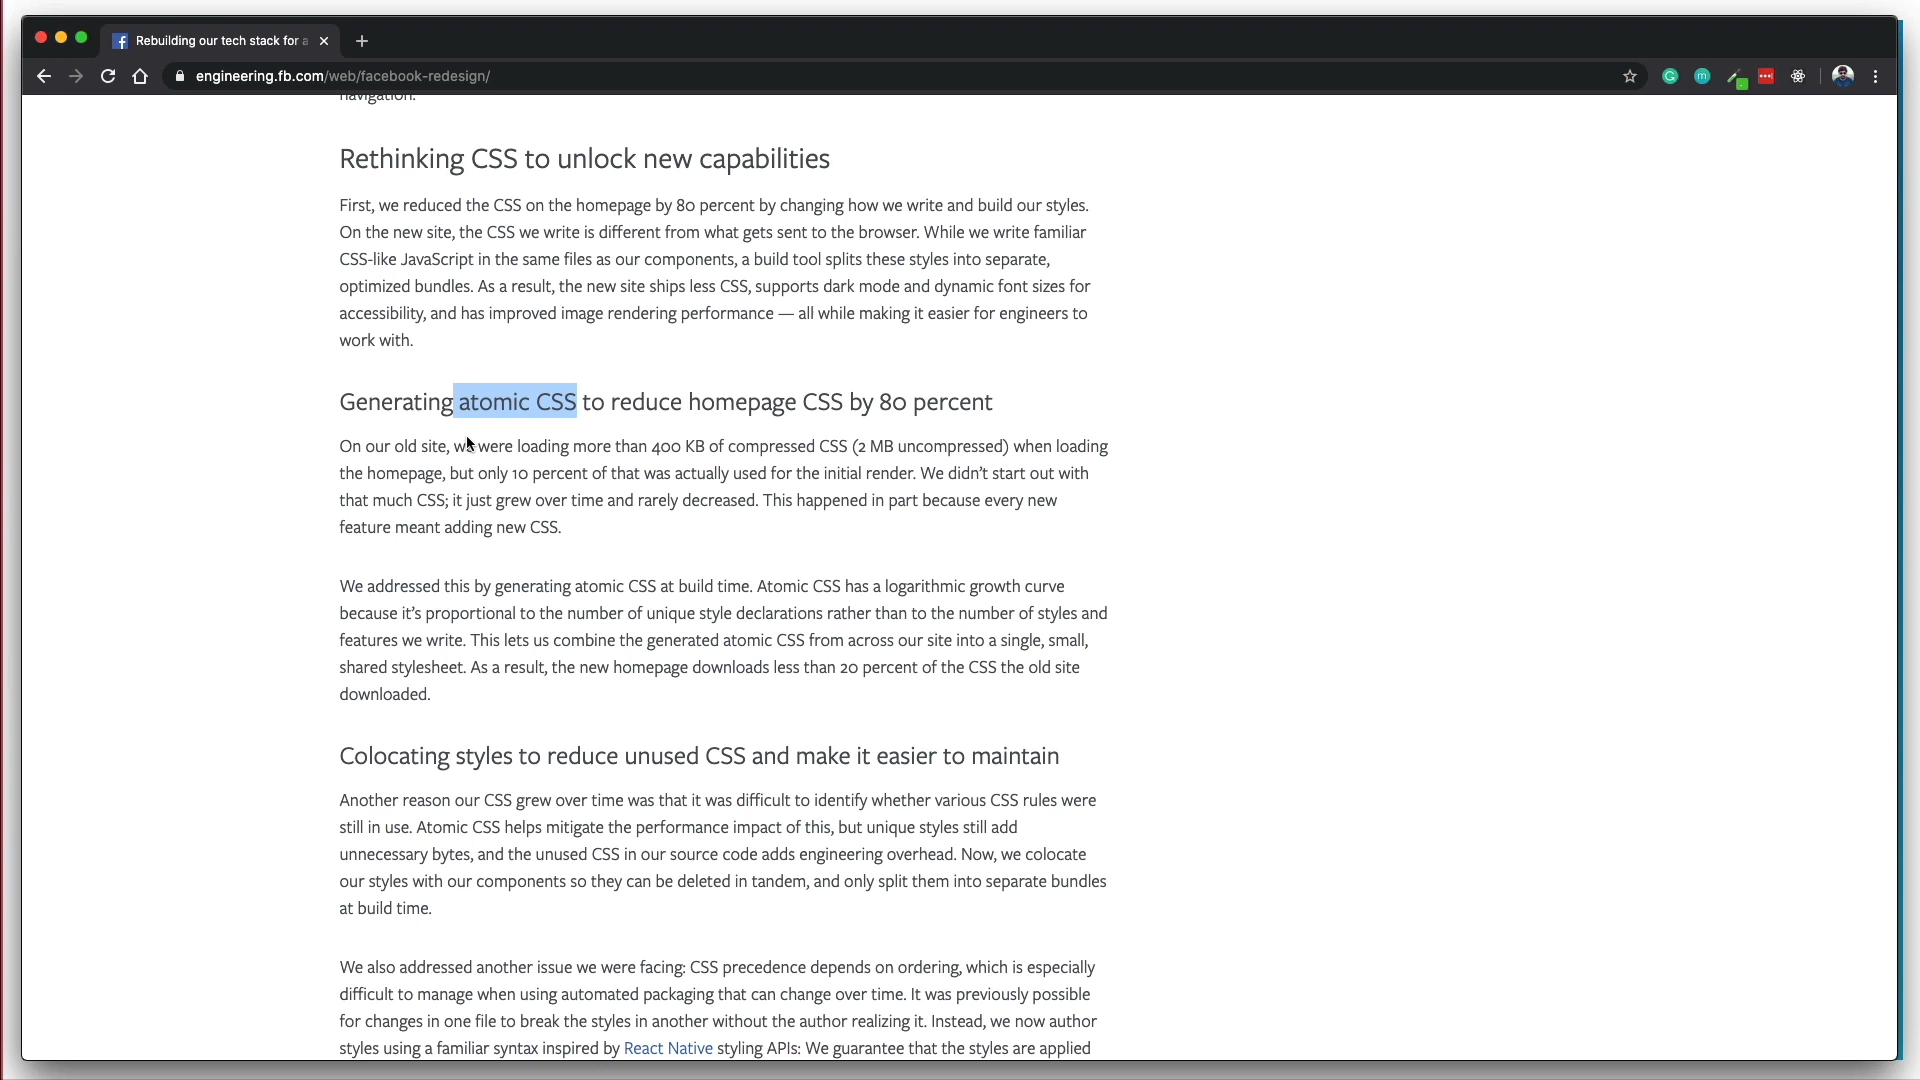 Rebuilding our tech stack for a
engineering.fb.com/web/facebook-redesign/
navigation.
Rethinking CSS to unlock new capabilities
First, we reduced the CSS on the homepage by 80 percent by changing how we write and build our styles.
On the new site, the CSS we write is different from what gets sent to the browser. While we write familiar
CSS-like JavaScript in the same files as our components, a build tool splits these styles into separate,
optimized bundles. As a result, the new site ships less CSS, supports dark mode and dynamic font sizes for
accessibility, and has improved image rendering performance — all while making it easier for engineers to
work with.
Generating atomic CSS to reduce homepage CSS by 80 percent
On our old site, we were loading more than 400 KB of compressed CSS (2 MB uncompressed) when loading
the homepage, but only 10 percent of that was actually used for the initial render. We didn’t start out with
that much CSS; it just grew over time and rarely decreased. This happened in part because every new
feature meant adding new CSS.
We addressed this by generating atomic CSS at build time. Atomic CSS has a logarithmic growth curve
because it’s proportional to the number of unique style declarations rather than to the number of styles and
features we write. This lets us combine the generated atomic CSS from across our site into a single, small,
shared stylesheet. As a result, the new homepage downloads less than 20 percent of the CSS the old site
downloaded.
Colocating styles to reduce unused CSS and make it easier to maintain
Another reason our CSS grew over time was that it was difficult to identify whether various CSS rules were
still in use. Atomic CSS helps mitigate the performance impact of this, but unique styles still add
unnecessary bytes, and the unused CSS in our source code adds engineering overhead. Now, we colocate
our styles with our components so they can be deleted in tandem, and only split them into separate bundles
at build time.
We also addressed another issue we were facing: CSS precedence depends on ordering, which is especially
difficult to manage when using automated packaging that can change over time. It was previously possible
for changes in one file to break the styles in another without the author realizing it. Instead, we now author
styles using a familiar syntax inspired by React Native styling APIs: We guarantee that the styles are applied